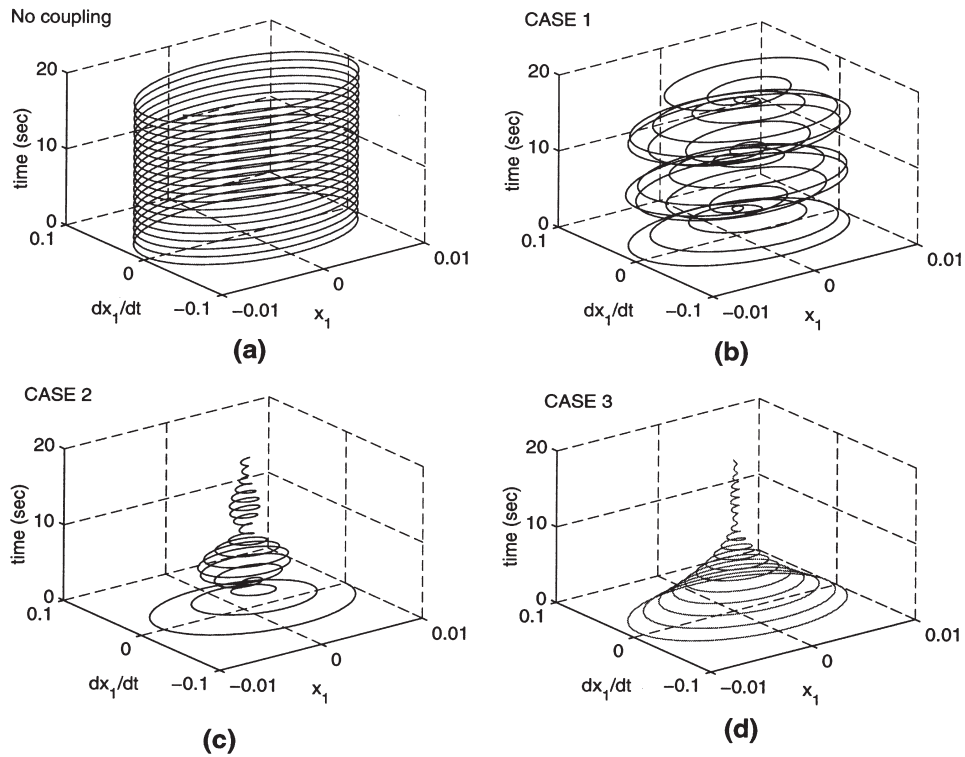 No coupling
20
10
0
time (sec)
0.1
0
-0.1
dx1/dt
-0.01
0
0.01
x1
(a)
CASE 1
20
10
0
time (sec)
0.1
0
-0.1
dx1/dt
-0.01
0
0.01
x1
(b)
CASE 2
20
10
0
time (sec)
0.1
0
-0.1
dx1/dt
-0.01
0
0.01
x1
(c)
CASE 3
20
10
0
time (sec)
0.1
0
-0.1
dx1/dt
-0.01
0
0.01
x1
(d)